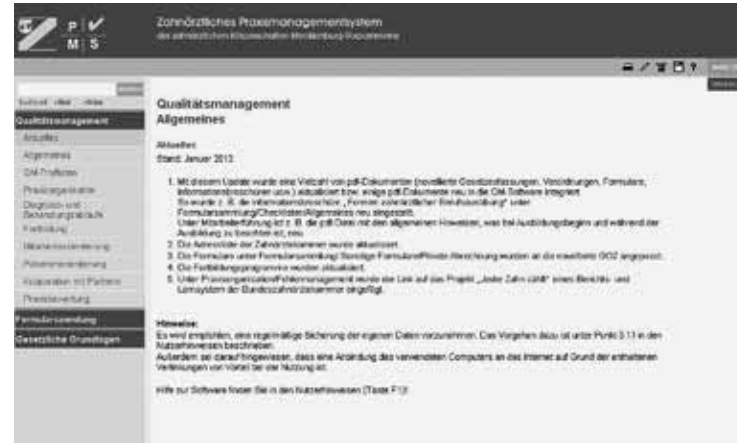 P
M S
Zahnärztliches Praxismanagementsystem
der zahnärztlichen Körperschaften Mecklenburg-Vorpommern
Qualitätsmanagement
Aktuelles
Allgemeines
QM-Profildaten
Praxisorganisation
Diagnose- und
Behandlungsabläufe
Fortbildung
Mitarbeiterorientierung
Patientenorientierung
Kooperation mit Partnern
Praxisbewertung
Formularsammlung
Gesetzliche Grundlagen
Qualitätsmanagement
Allgemeines
Aktuelles
Stand: Januar 2013
1. Mit diesem Update wurde eine Vielzahl von pdf-Dokumenten (novellierte Gesetzesfassungen, Verordnungen, Formulare,
Informationsbroschüren usw.) aktualisiert bzw. einige pdf-Dokumente neu in die QM-Software integriert.
So wurde z. B. die Informationsbroschüre „Formen zahnärztlicher Berufsausübung“ unter
Formularsammlung/Checklisten/Allgemeines neu eingestellt.
Unter Mitarbeiterführung ist z. B. die pdf-Datei mit den allgemeinen Hinweisen, was bei Ausbildungsbeginn und während der
Ausbildung zu beachten ist, neu.
2. Die Adressliste der Zahnärztekammer wurde aktualisiert.
3. Die Formulare unter Formularsammlung/ Sonstige Formulare/Private Abrechnung wurden an die novellierte GOZ angepasst.
4. Die Fortbildungsprogramme wurden aktualisiert.
5. Unter Praxisorganisation/Fehlermanagement wurde der Link auf das Projekt „Jeder Zahn zählt“ eines Berichts- und
Lernsystem der Bundeszahnärztekammer eingefügt.
Hinweise:
Es wird empfohlen, eine regelmäßige Sicherung der eigenen Daten vorzunehmen. Das Vorgehen dazu ist unter Punkt 5.11 in den
Nutzerhinweisen beschrieben.
Außerdem sei darauf hingewiesen, dass eine Anbindung des verwendeten Computers an das Internet auf Grund der enthaltenen
Verlinkungen von Vorteil bei der Nutzung ist.
Hilfe zur Software finden Sie in den Nutzerhinweisen (Taste F1)!